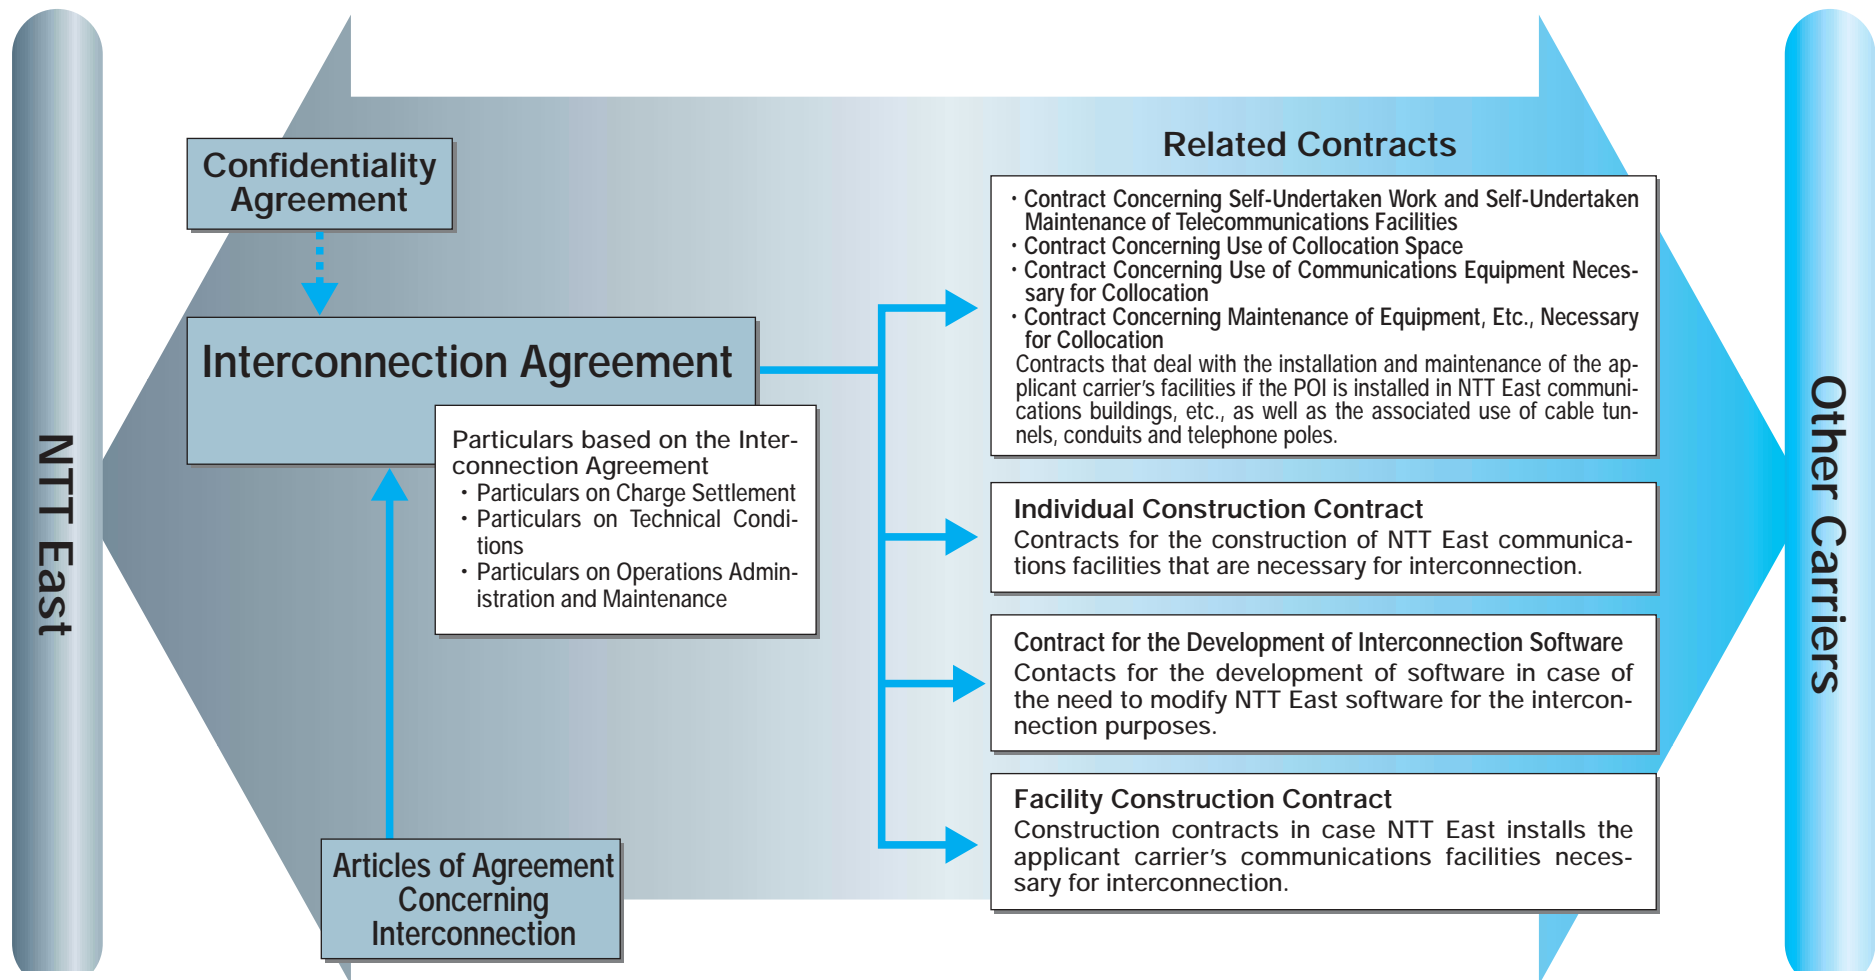 NTT East
Confidentiality
Agreement
Interconnection Agreement
Particulars based on the Inter-
connection Agreement
・Particulars on Charge Settlement
・Particulars on Technical Condi-
tions
・Particulars on Operations Admin-
istration and Maintenance
Articles of Agreement
Concerning
Interconnection
Related Contracts
・Contract Concerning Self-Undertaken Work and Self-Undertaken
Maintenance of Telecommunications Facilities
・Contract Concerning Use of Collocation Space
・Contract Concerning Use of Communications Equipment Neces-
sary for Collocation
・Contract Concerning Maintenance of Equipment, Etc., Necessary
for Collocation
Contracts that deal with the installation and maintenance of the ap-
plicant carrier's facilities if the POI is installed in NTT East communi-
cations buildings, etc., as well as the associated use of cable tun-
nels, conduits and telephone poles.
Individual Construction Contract
Contracts for the construction of NTT East communica-
tions facilities that are necessary for interconnection.
Contract for the Development of Interconnection Software
Contacts for the development of software in case of
the need to modify NTT East software for the intercon-
nection purposes.
Facility Construction Contract
Construction contracts in case NTT East installs the
applicant carrier's communications facilities neces-
sary for interconnection.
Other Carriers